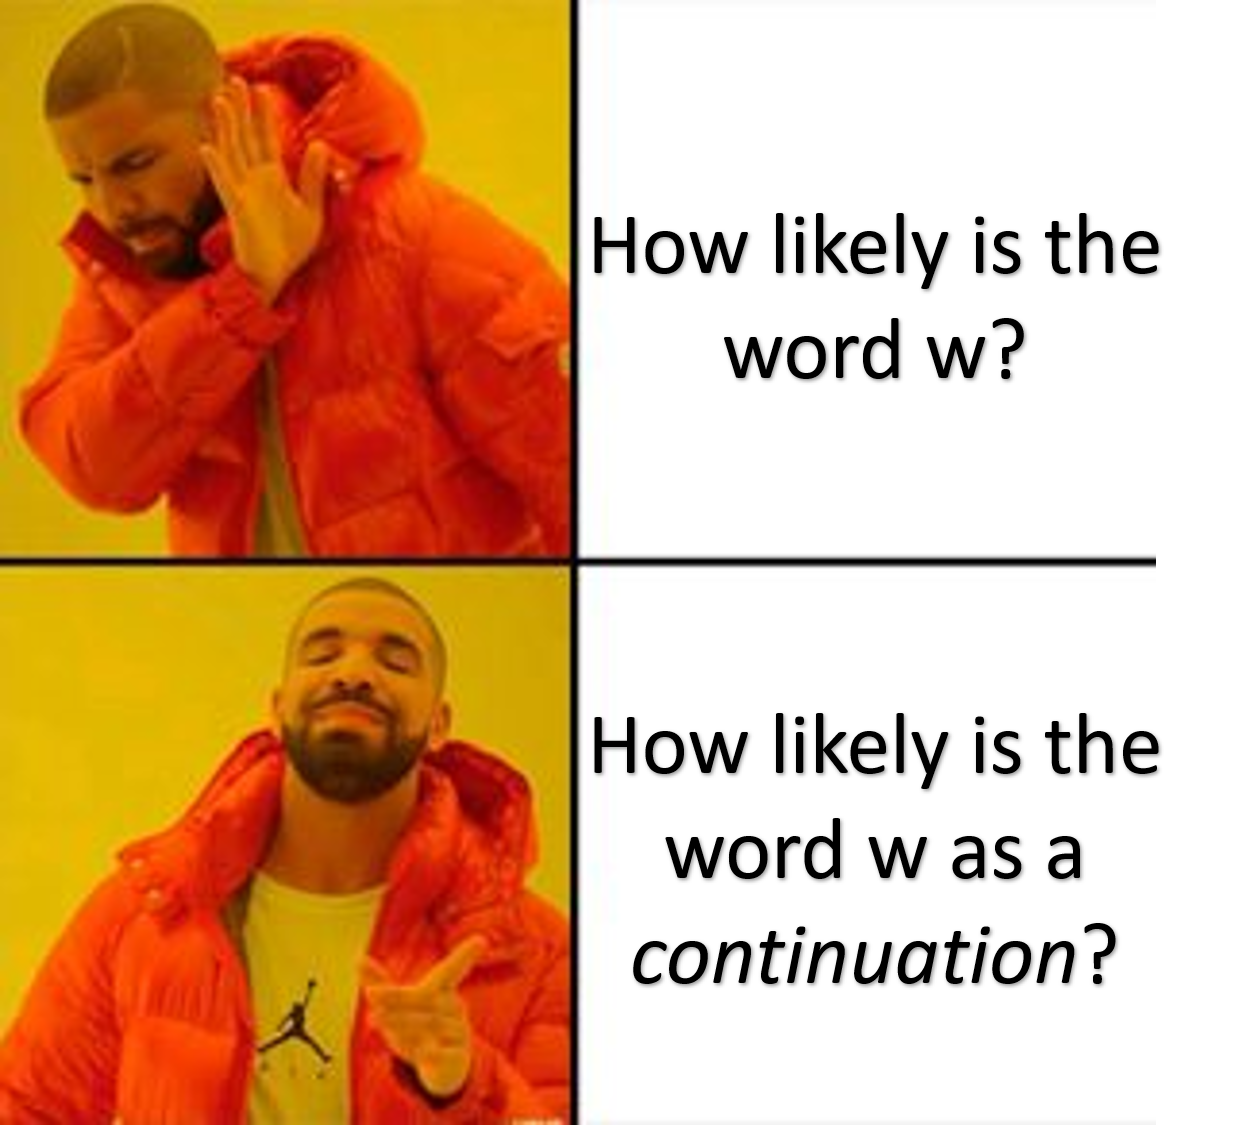 How likely is the
word w?
How likely is the
word w as a
continuation?